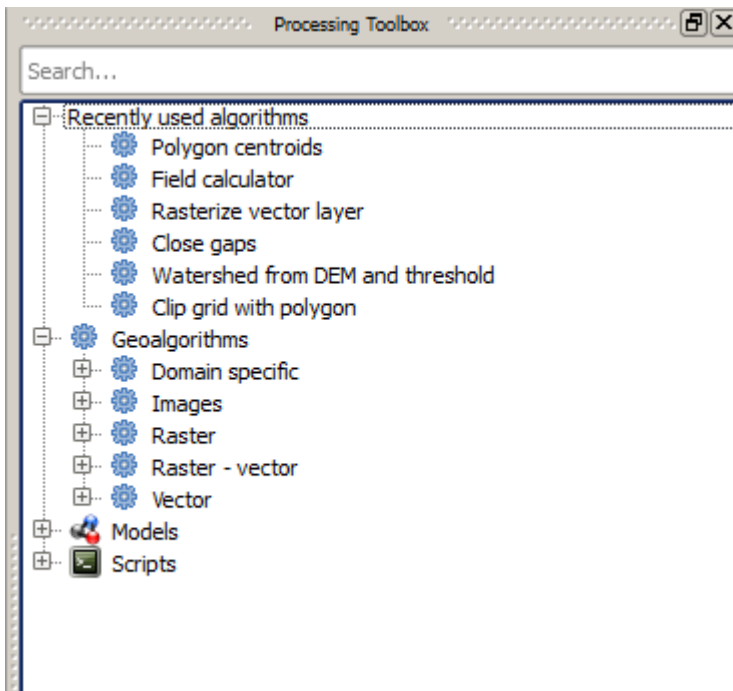 Processing Toolbox
Search...
Recently used algorithms
Polygon centroids
Field calculator
Rasterize vector layer
Close gaps
Watershed from DEM and threshold
Clip grid with polygon
Geoalgorithms
Domain specific
Images
Raster
Raster - vector
Vector
Models
Scripts